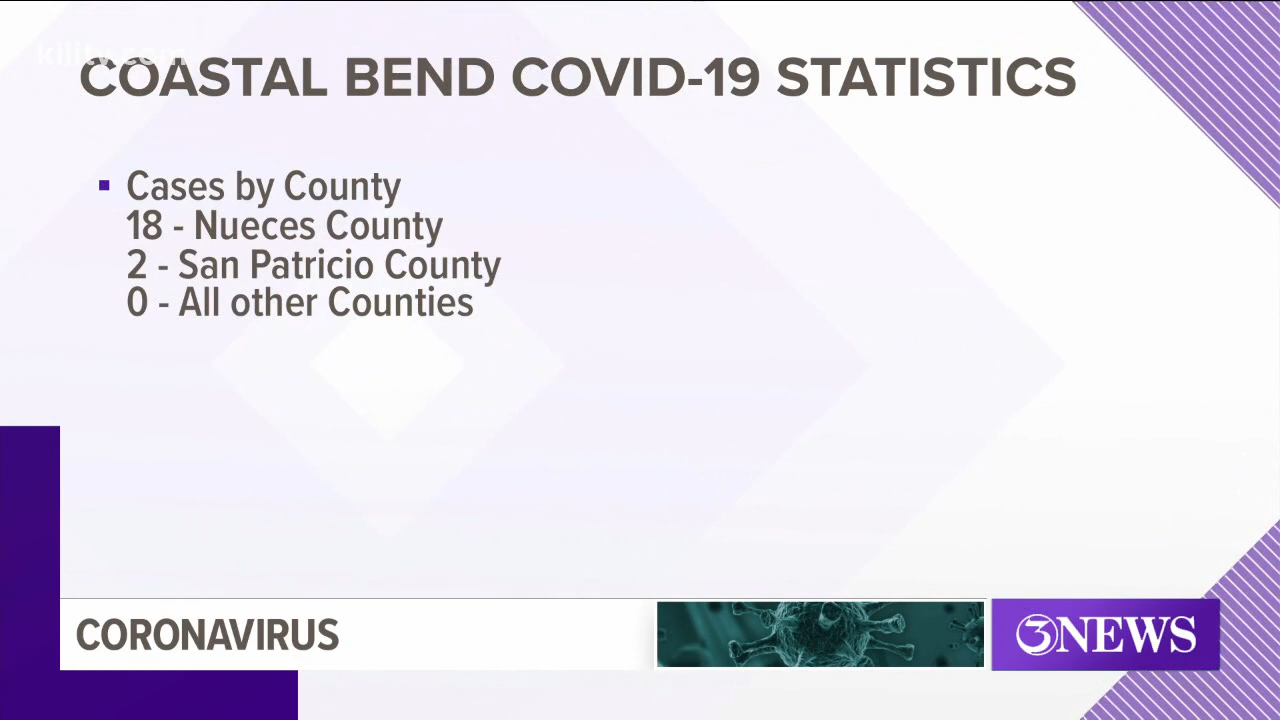 kiiitv.com
COASTAL BEND COVID-19 STATISTICS
▪ Cases by County
18 - Nueces County
2 - San Patricio County
0 - All other Counties
CORONAVIRUS
3NEWS